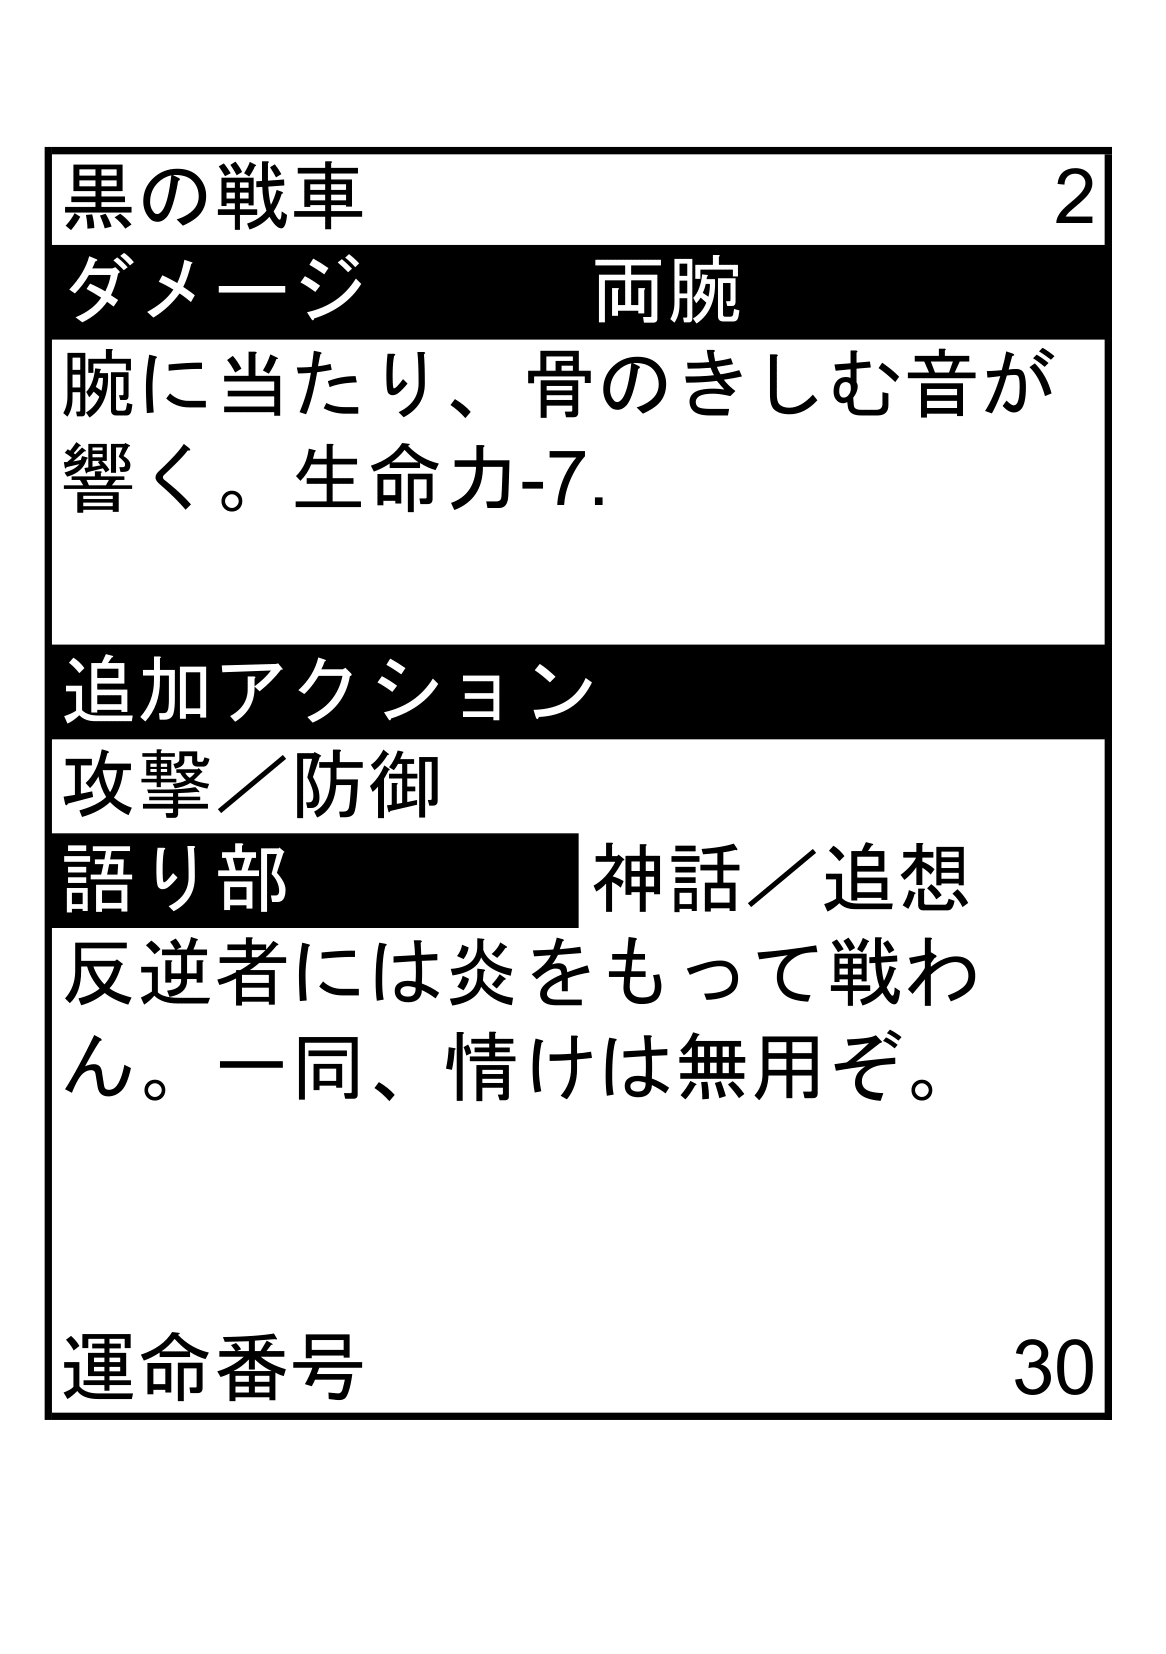 黒の戦車 2
ダメージ 両腕
腕に当たり、骨のきしむ音が
響く。生命力-7.
追加アクション
攻撃／防御
語り部 神話／追想
反逆者には炎をもって戦わ
ん。一同、情けは無用ぞ。
運命番号 30